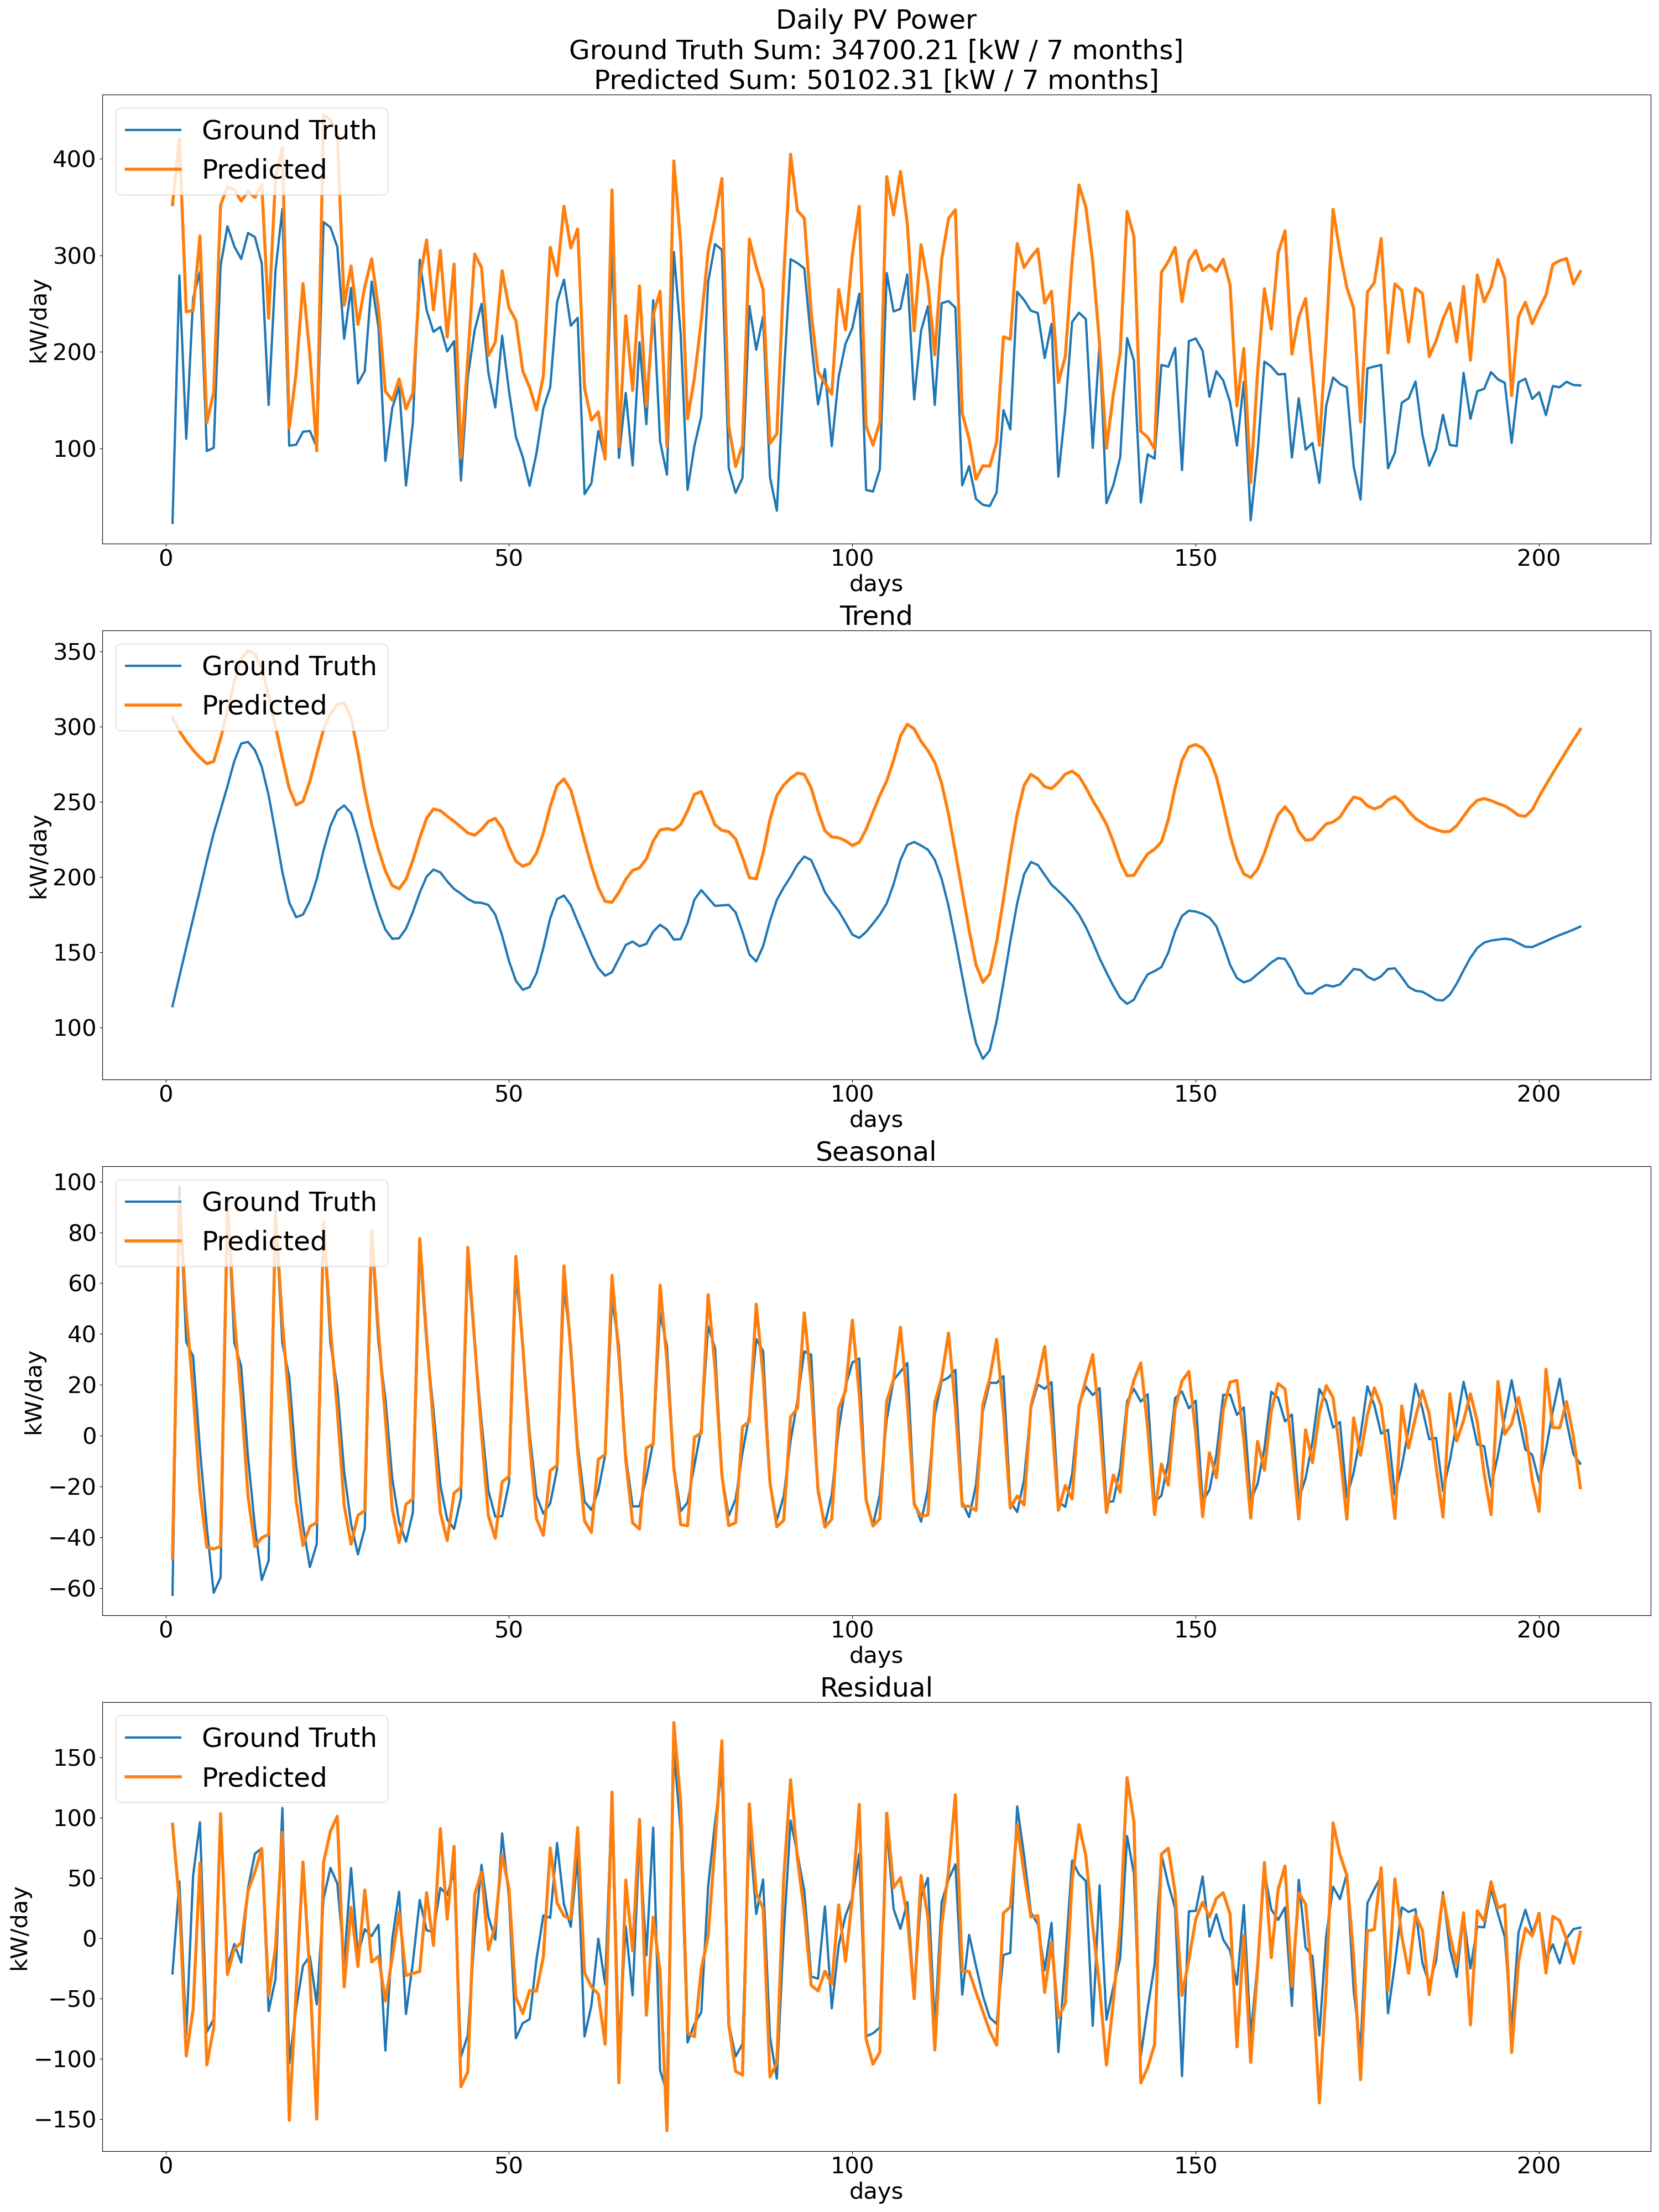 Daily PV Power
Ground Truth Sum: 34700.21 [kW / 7 months]
Predicted Sum: 50102.31 [kW / 7 months]
Ground Truth
Predicted
400
300
200
100
kW/day
0 50 100 150 200
days
Trend
Ground Truth
Predicted
350
300
250
200
150
100
kW/day
0 50 100 150 200
days
Seasonal
Ground Truth
Predicted
100
80
60
40
20
0
−20
−40
−60
kW/day
0 50 100 150 200
days
Residual
Ground Truth
Predicted
150
100
50
0
−50
−100
−150
kW/day
0 50 100 150 200
days